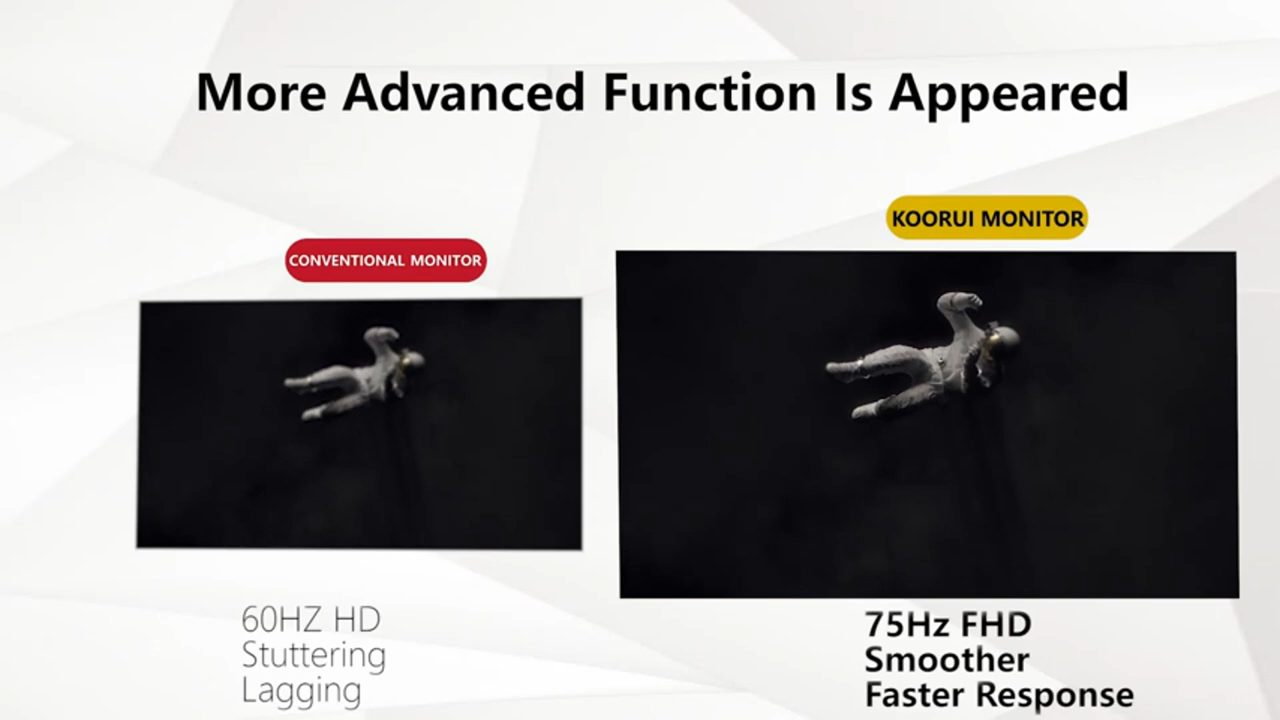 More Advanced Function Is Appeared
CONVENTIONAL MONITOR
60HZ HD
Stuttering
Lagging
KOORUI MONITOR
75Hz FHD
Smoother
Faster Response